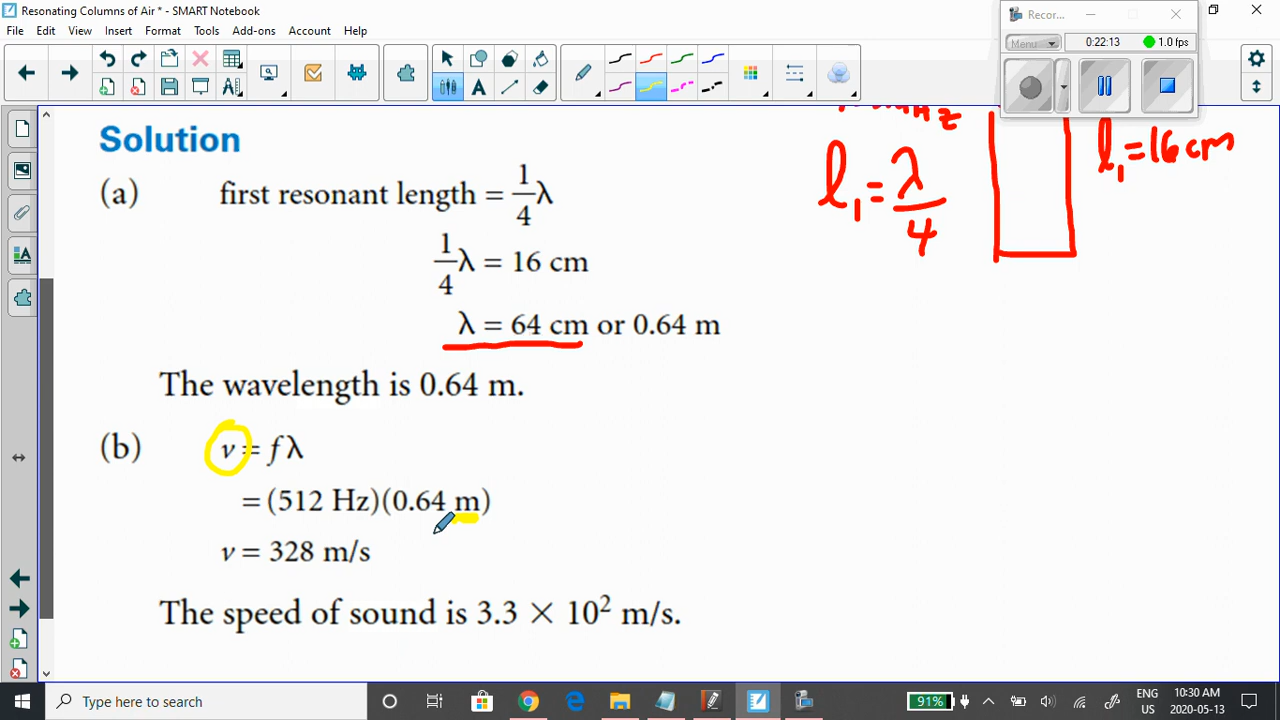 Resonating Columns of Air * - SMART Notebook
File Edit View Insert Format Tools Add-ons Account Help
Recor...
Menu 0:22:13 1.0 fps
Solution
(a) first resonant length = 1/4 λ
1/4 λ = 16 cm
λ = 64 cm or 0.64 m
The wavelength is 0.64 m.
(b) v = f λ
= (512 Hz)(0.64 m)
v = 328 m/s
The speed of sound is 3.3 × 10² m/s.
l₁ = λ/4
l₁ = 16 cm
Type here to search
91%
ENG
US
10:30 AM
2020-05-13